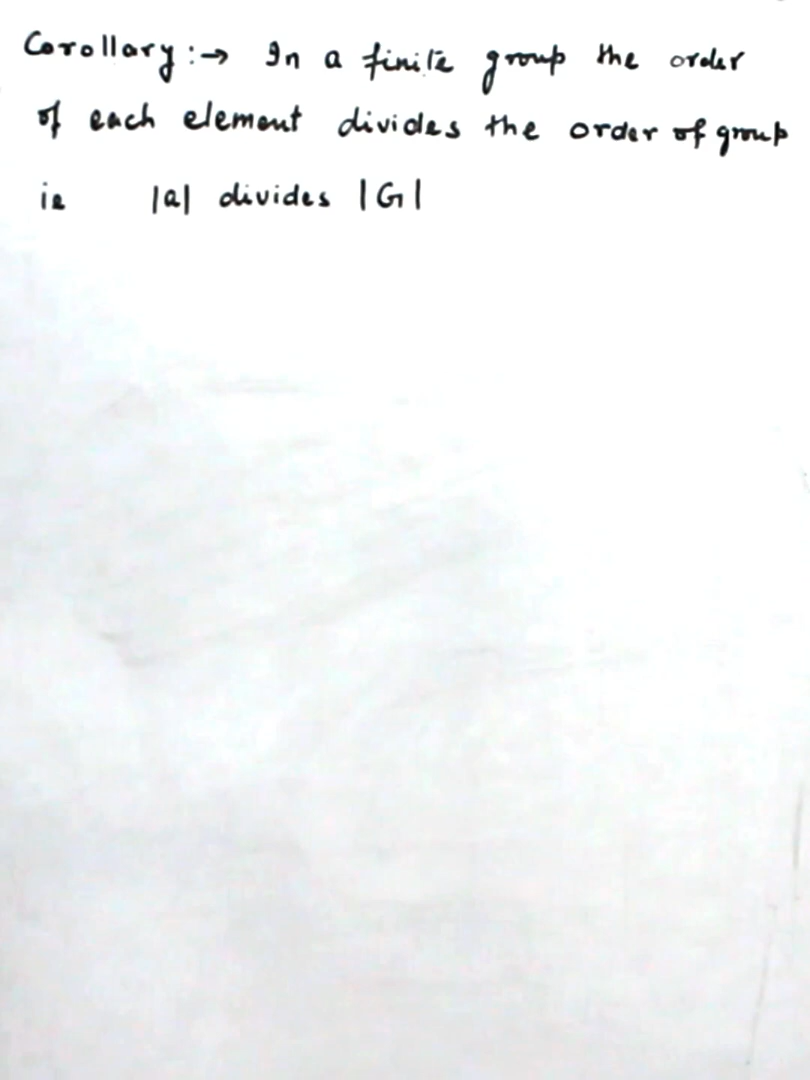 Corollary :→ In a finite group the order
of each element divides the order of group
ie |a| divides |G|